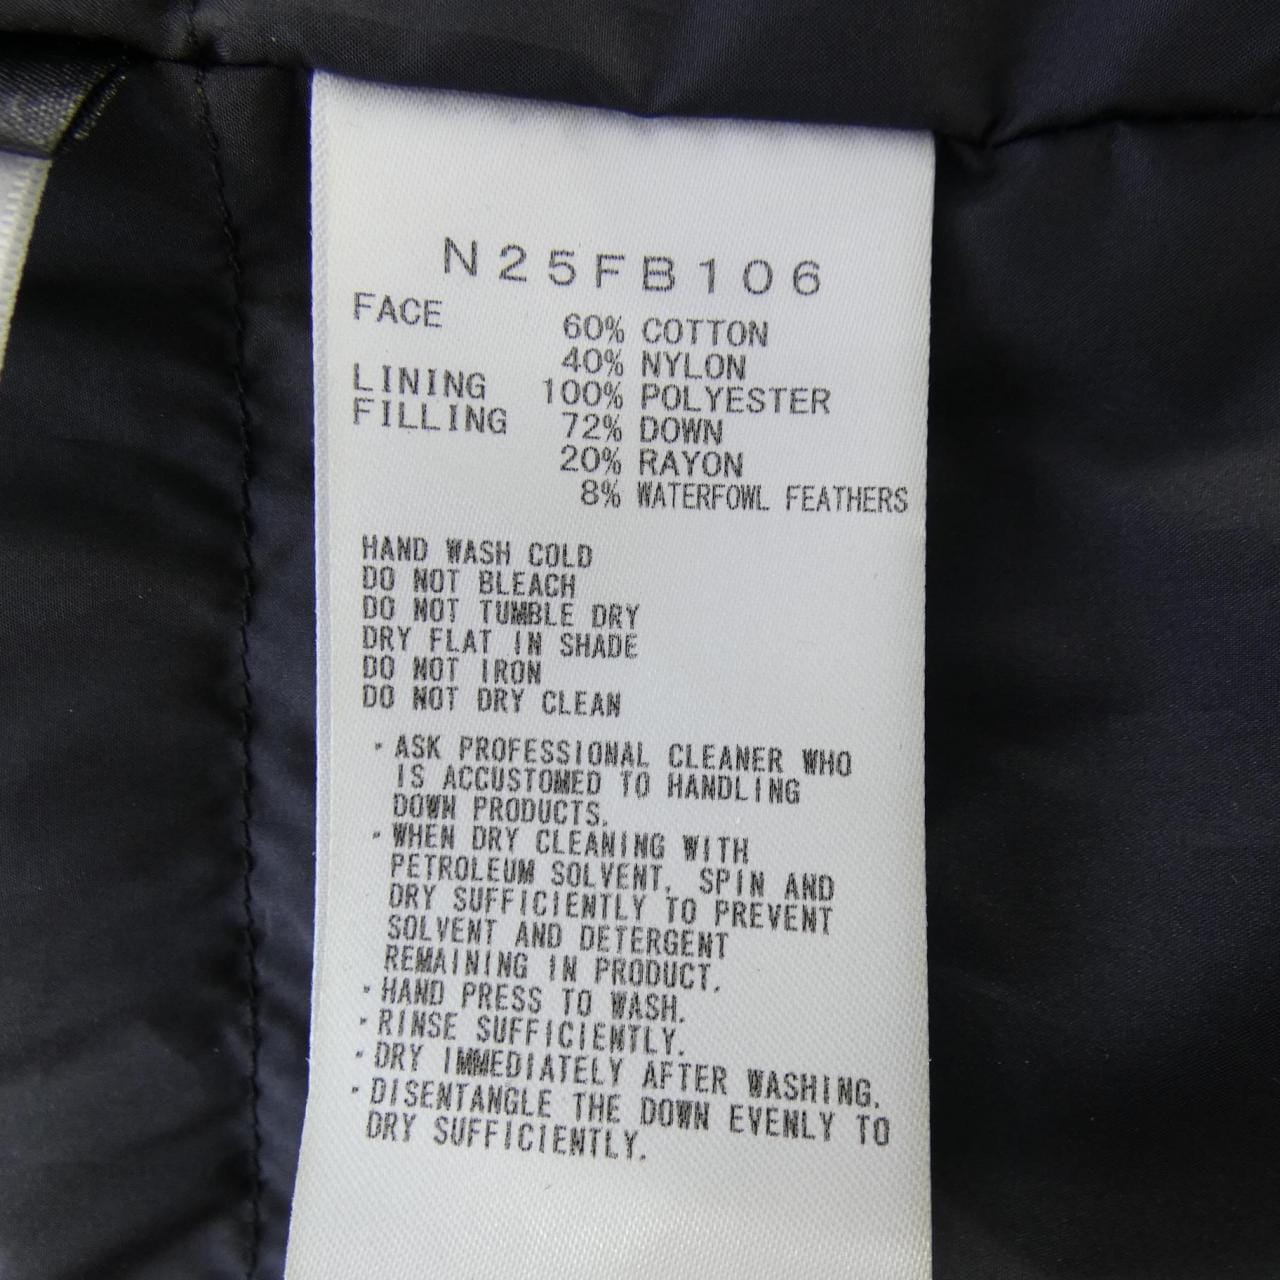 N25FB106
FACE 60% COTTON
40% NYLON
LINING 100% POLYESTER
FILLING 72% DOWN
20% RAYON
8% WATERFOWL FEATHERS
HAND WASH COLD
DO NOT BLEACH
DO NOT TUMBLE DRY
DRY FLAT IN SHADE
DO NOT IRON
DO NOT DRY CLEAN
・ASK PROFESSIONAL CLEANER WHO
IS ACCUSTOMED TO HANDLING
DOWN PRODUCTS.
・WHEN DRY CLEANING WITH
PETROLEUM SOLVENT, SPIN AND
DRY SUFFICIENTLY TO PREVENT
SOLVENT AND DETERGENT
REMAINING IN PRODUCT.
・HAND PRESS TO WASH.
・RINSE SUFFICIENTLY.
・DRY IMMEDIATELY AFTER WASHING.
・DISENTANGLE THE DOWN EVENLY TO
DRY SUFFICIENTLY.